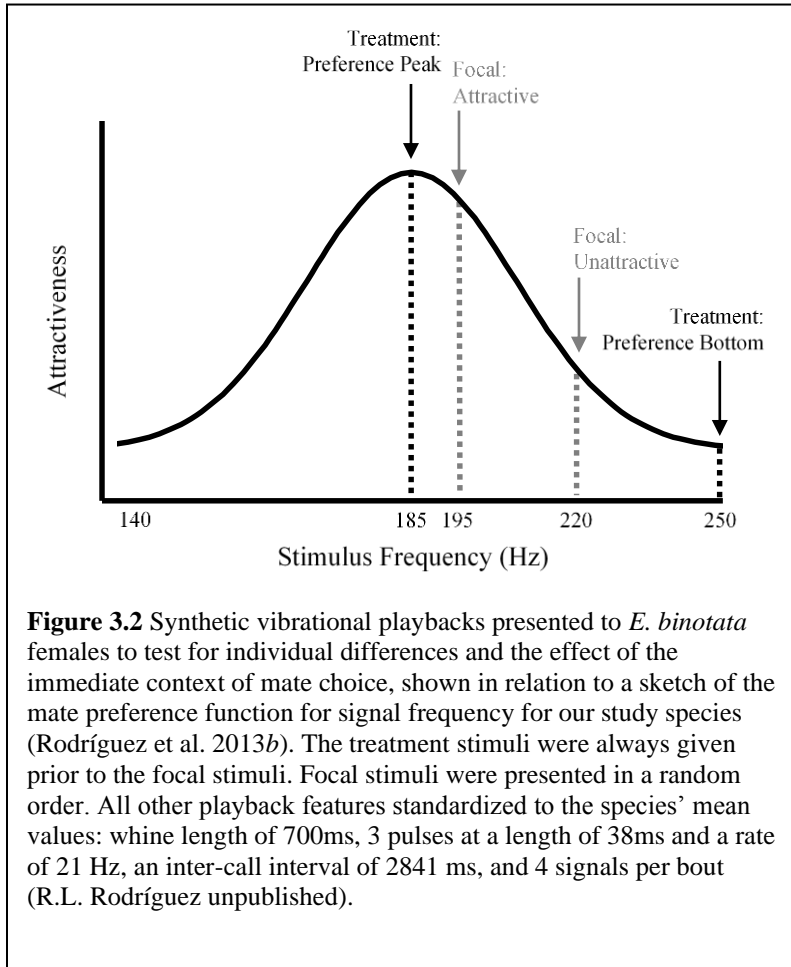 Treatment:
Preference Peak
Focal:
Attractive
Focal:
Unattractive
Treatment:
Preference Bottom
Attractiveness
140
185
195
220
250
Stimulus Frequency (Hz)
Figure 3.2 Synthetic vibrational playbacks presented to E. binotata
females to test for individual differences and the effect of the
immediate context of mate choice, shown in relation to a sketch of the
mate preference function for signal frequency for our study species
(Rodríguez et al. 2013b). The treatment stimuli were always given
prior to the focal stimuli. Focal stimuli were presented in a random
order. All other playback features standardized to the species’ mean
values: whine length of 700ms, 3 pulses at a length of 38ms and a rate
of 21 Hz, an inter-call interval of 2841 ms, and 4 signals per bout
(R.L. Rodríguez unpublished).